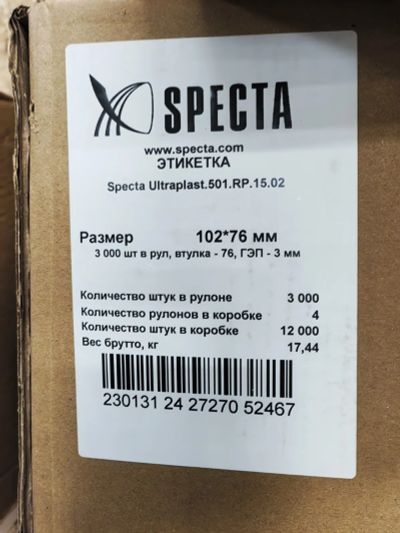 SPECTA
www.specta.com
ЭТИКЕТКА
Specta Ultraplast.501.RP.15.02
Размер 102*76 мм
3 000 шт в рул, втулка - 76, ГЭП - 3 мм
Количество штук в рулоне 3 000
Количество рулонов в коробке 4
Количество штук в коробке 12 000
Вес брутто, кг 17,44
230131 24 27270 52467